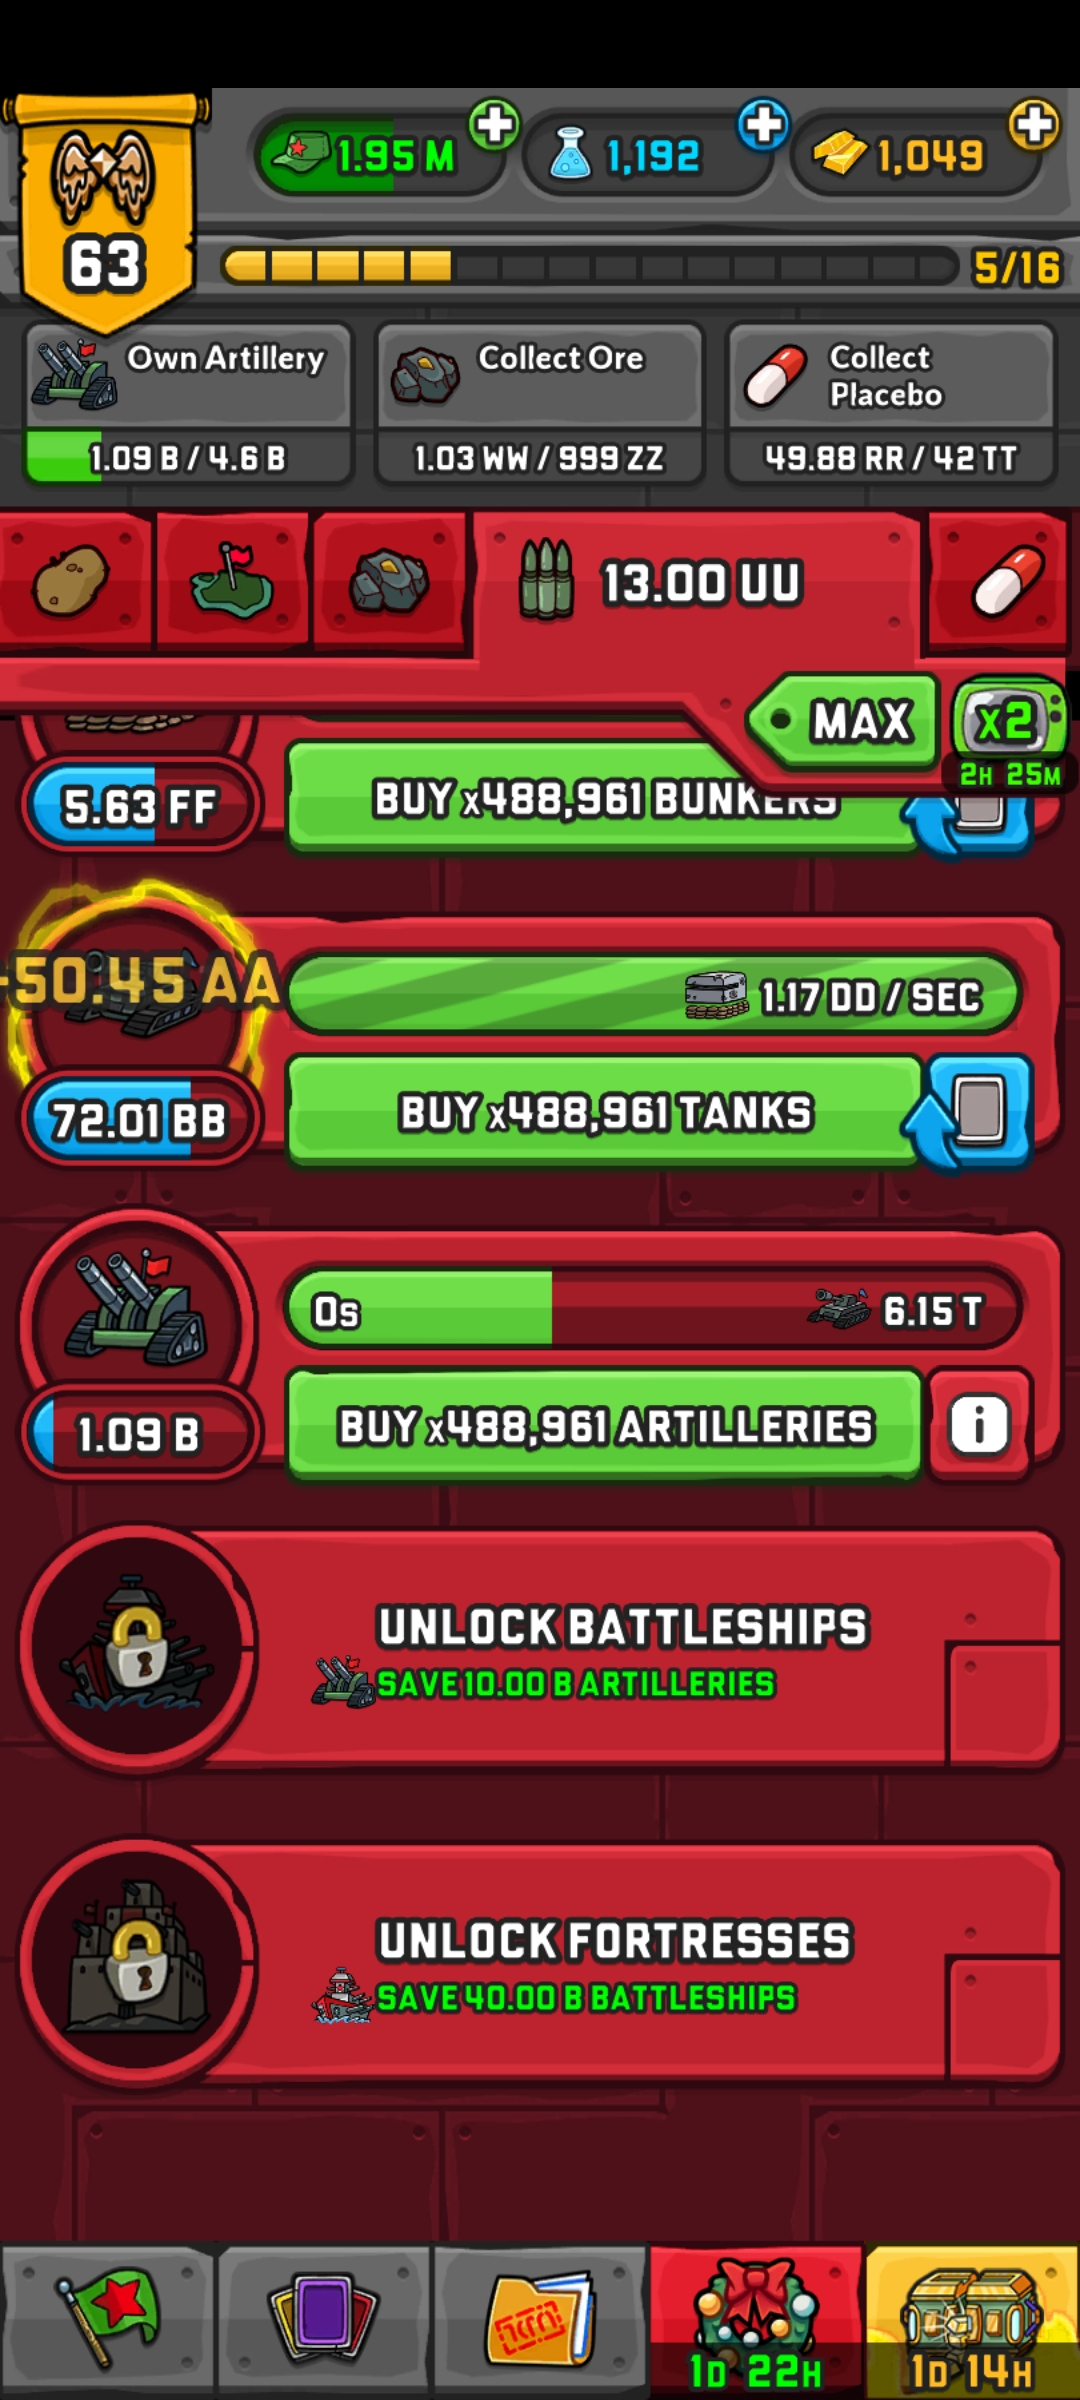 1.95 M
1,192
1,049
63
5/16
Own Artillery
1.09 B / 4.6 B
Collect Ore
1.03 WW / 999 ZZ
Collect
Placebo
49.88 RR / 42 TT
13.00 UU
MAX
x2
2H 25M
5.63 FF
BUY x488,961 BUNKERS
-50.45 AA
1.17 DD / SEC
72.01 BB
BUY x488,961 TANKS
0s
6.15 T
1.09 B
BUY x488,961 ARTILLERIES
i
UNLOCK BATTLESHIPS
SAVE 10.00 B ARTILLERIES
UNLOCK FORTRESSES
SAVE 40.00 B BATTLESHIPS
1D 22H
1D 14H